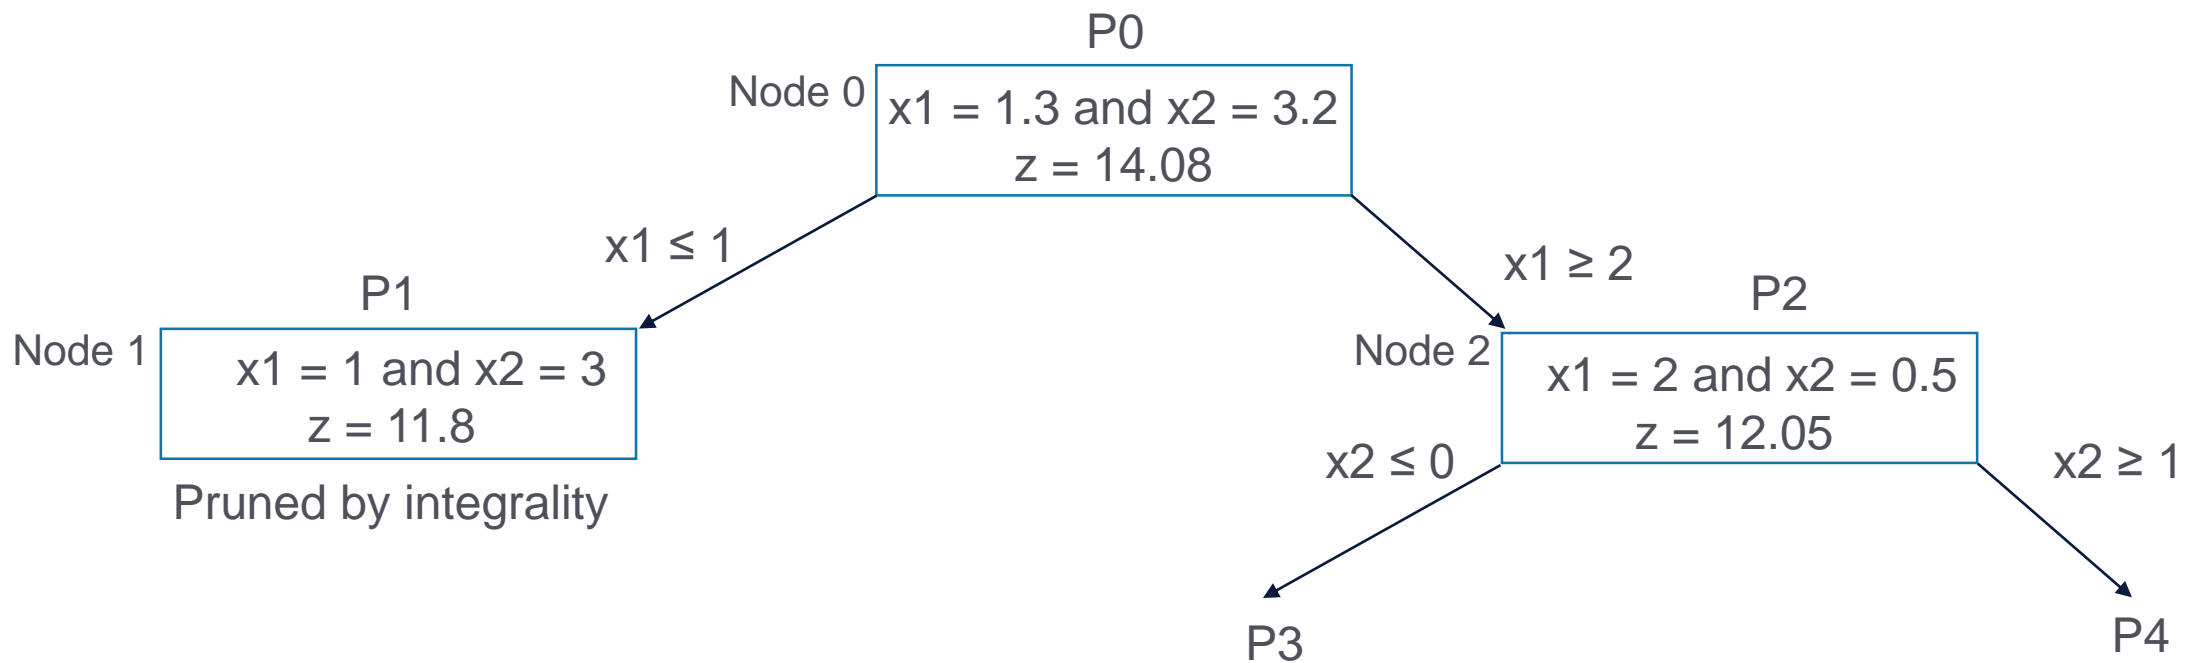 P0
Node 0
x1 = 1.3 and x2 = 3.2
z = 14.08
x1 ≤ 1
x1 ≥ 2
P1
P2
Node 1
x1 = 1 and x2 = 3
z = 11.8
Pruned by integrality
Node 2
x1 = 2 and x2 = 0.5
z = 12.05
x2 ≤ 0
x2 ≥ 1
P3
P4